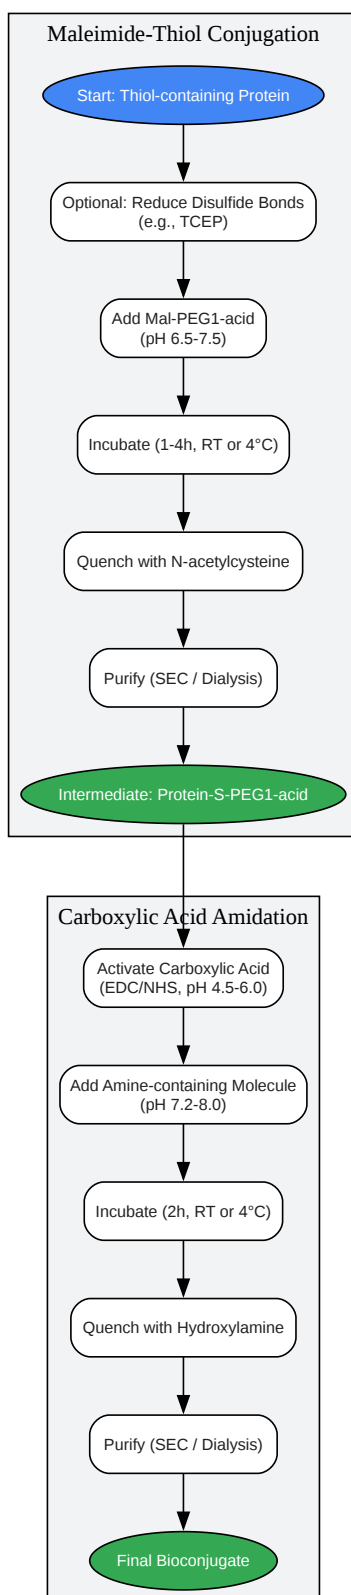 Maleimide-Thiol Conjugation
Start: Thiol-containing Protein
Optional: Reduce Disulfide Bonds
(e.g., TCEP)
Add Mal-PEG1-acid
(pH 6.5-7.5)
Incubate (1-4h, RT or 4°C)
Quench with N-acetylcysteine
Purify (SEC / Dialysis)
Intermediate: Protein-S-PEG1-acid
Carboxylic Acid Amidation
Activate Carboxylic Acid
(EDC/NHS, pH 4.5-6.0)
Add Amine-containing Molecule
(pH 7.2-8.0)
Incubate (2h, RT or 4°C)
Quench with Hydroxylamine
Purify (SEC / Dialysis)
Final Bioconjugate